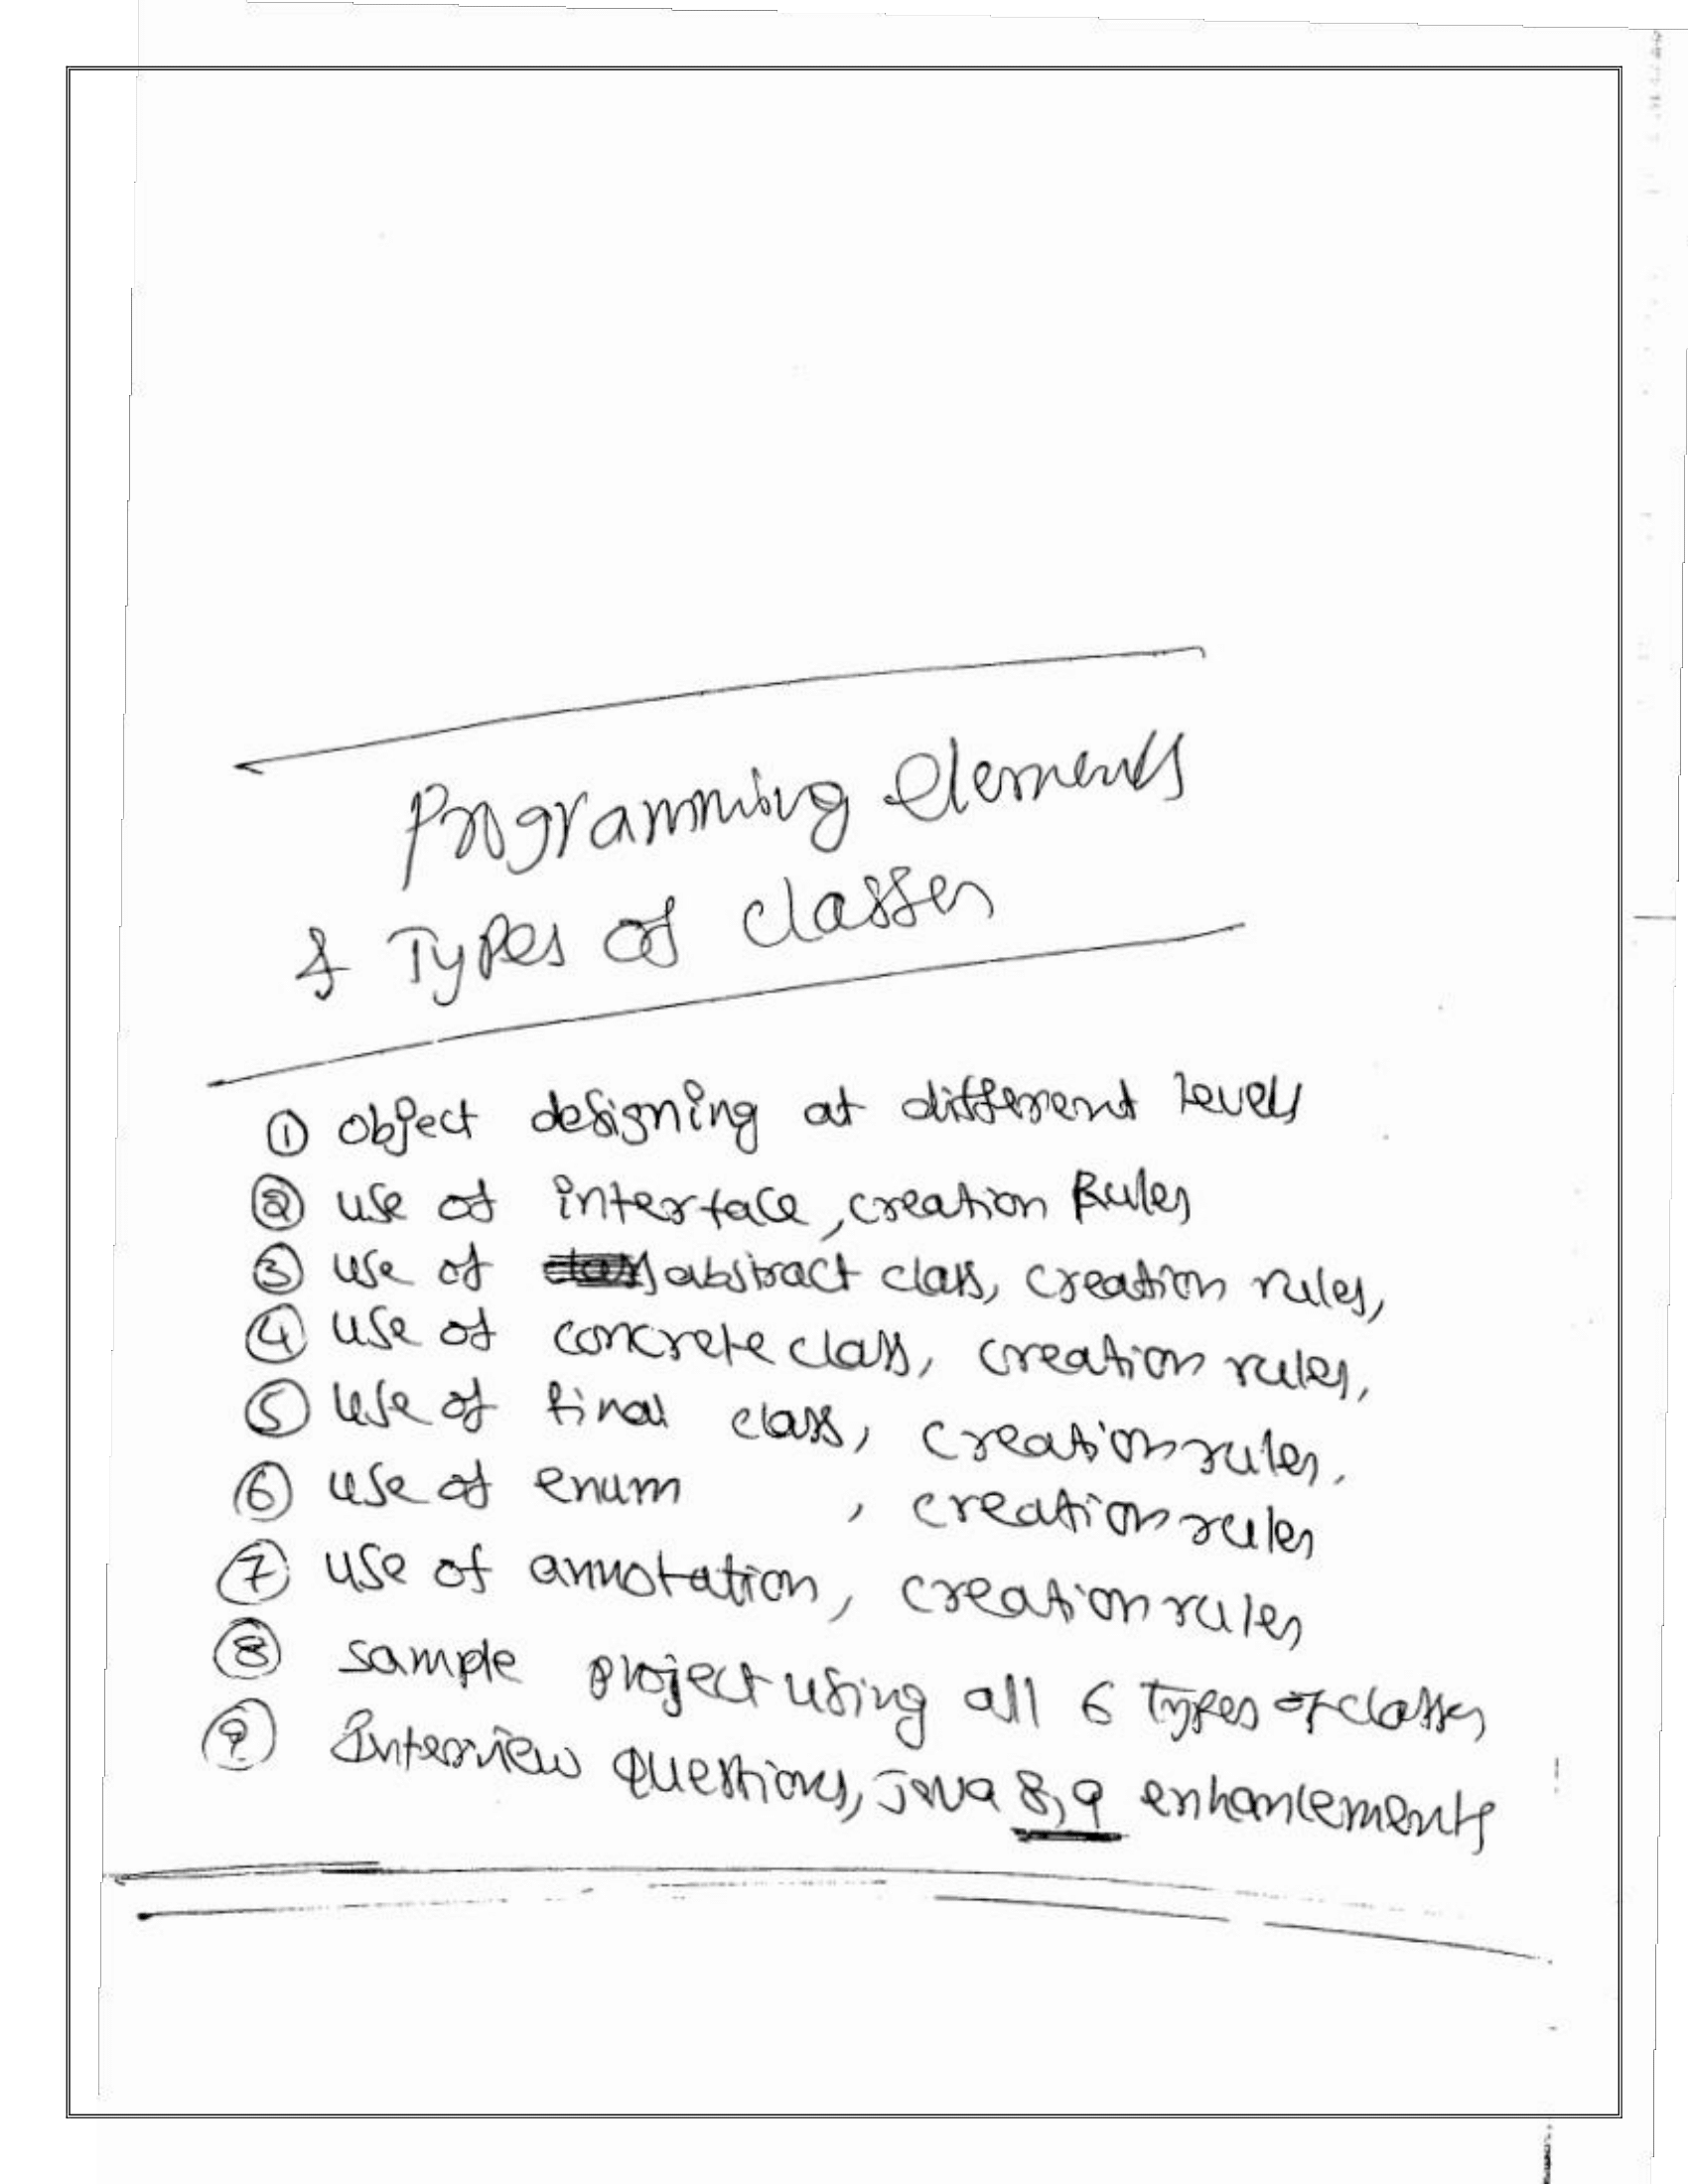 Programming Elements
& Types of classes
① object designing at different levels
② use of interface, creation Rules
③ use of abstract class, creation rules,
④ use of concrete class, creation rules,
⑤ use of final class, creation rules,
⑥ use of enum , creation rules
⑦ use of annotation, creation rules
⑧ sample project using all 6 types of classes
⑨ Interview questions, Java 8,9 enhancements